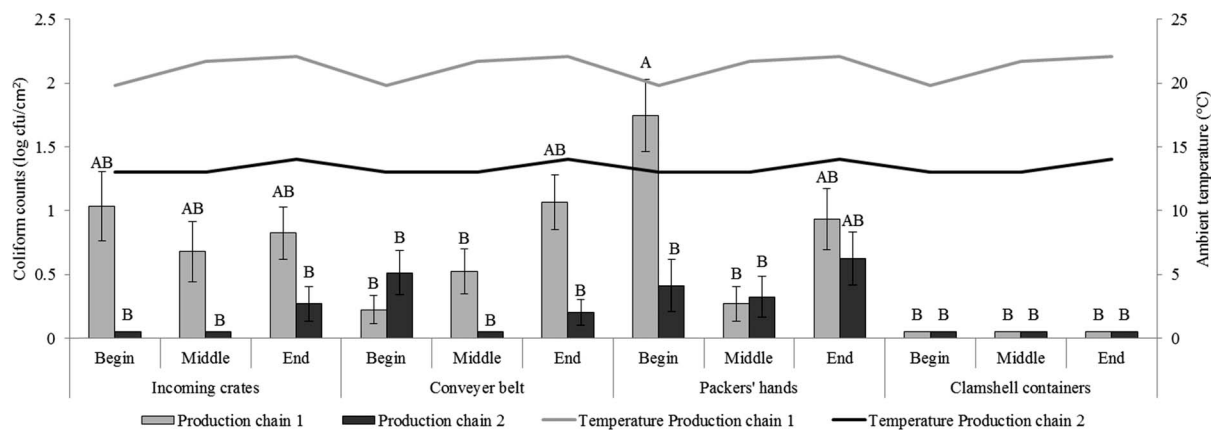 2.5
25
2
20
1.5
15
1
10
0.5
5
0
0
Coliform counts (log cfu/cm²)
Ambient temperature (°C)
AB
B
AB
B
AB
B
B
B
B
B
AB
B
A
B
B
B
AB
AB
B
B
B
B
B
B
Begin
Middle
End
Begin
Middle
End
Begin
Middle
End
Begin
Middle
End
Incoming crates
Conveyer belt
Packers' hands
Clamshell containers
Production chain 1
Production chain 2
Temperature Production chain 1
Temperature Production chain 2